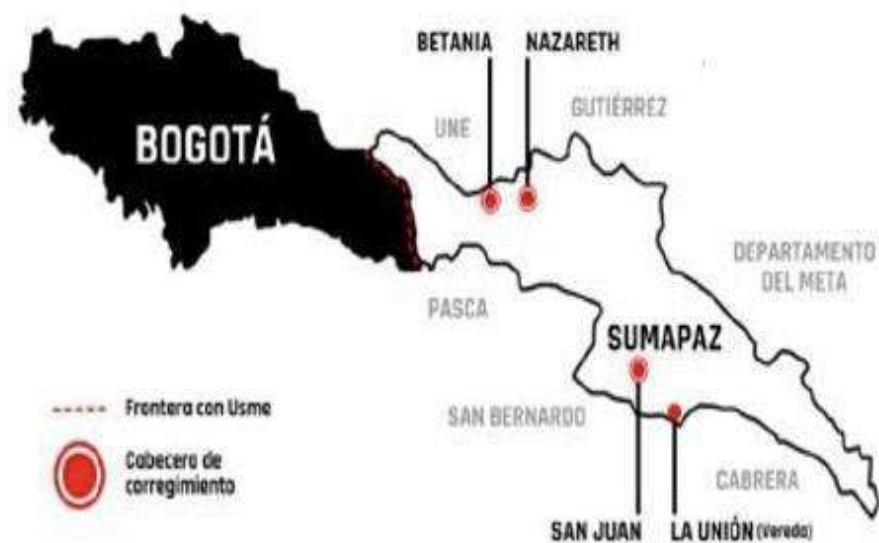 BETANIA NAZARETH
UNE
GUTIÉRREZ
BOGOTÁ
DEPARTAMENTO
DEL META
PASCA
SUMAPAZ
Frontera con Usme
SAN BERNARDO
Cabecera de
corregimiento
CABRERA
SAN JUAN
LA UNIÓN (Vereda)